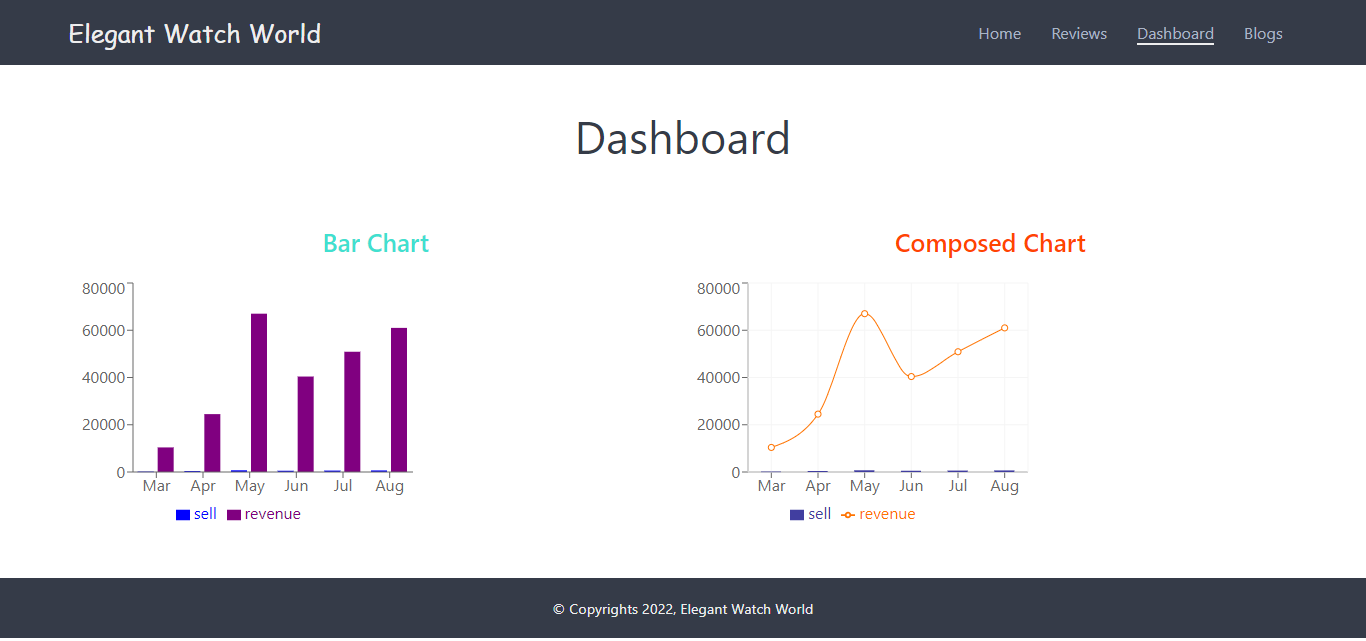 Elegant Watch World
Home Reviews Dashboard Blogs
Dashboard
Bar Chart
80000
60000
40000
20000
0
Mar Apr May Jun Jul Aug
sell revenue
Composed Chart
80000
60000
40000
20000
0
Mar Apr May Jun Jul Aug
sell revenue
© Copyrights 2022, Elegant Watch World